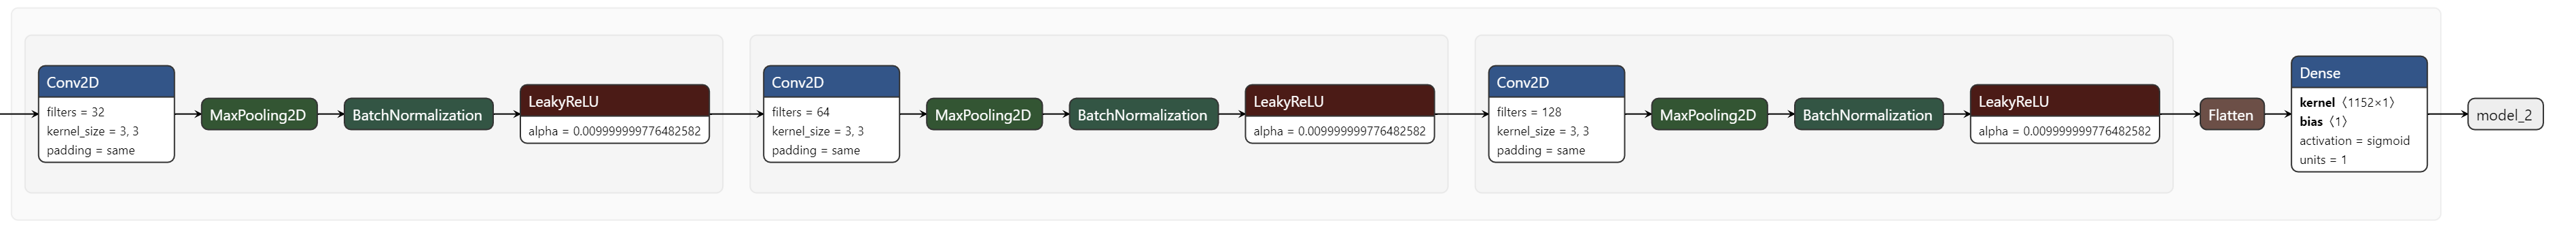 Conv2D
filters = 32
kernel_size = 3, 3
padding = same
MaxPooling2D
BatchNormalization
LeakyReLU
alpha = 0.009999999776482582
Conv2D
filters = 64
kernel_size = 3, 3
padding = same
MaxPooling2D
BatchNormalization
LeakyReLU
alpha = 0.009999999776482582
Conv2D
filters = 128
kernel_size = 3, 3
padding = same
MaxPooling2D
BatchNormalization
LeakyReLU
alpha = 0.009999999776482582
Flatten
Dense
kernel 〈1152×1〉
bias 〈1〉
activation = sigmoid
units = 1
model_2